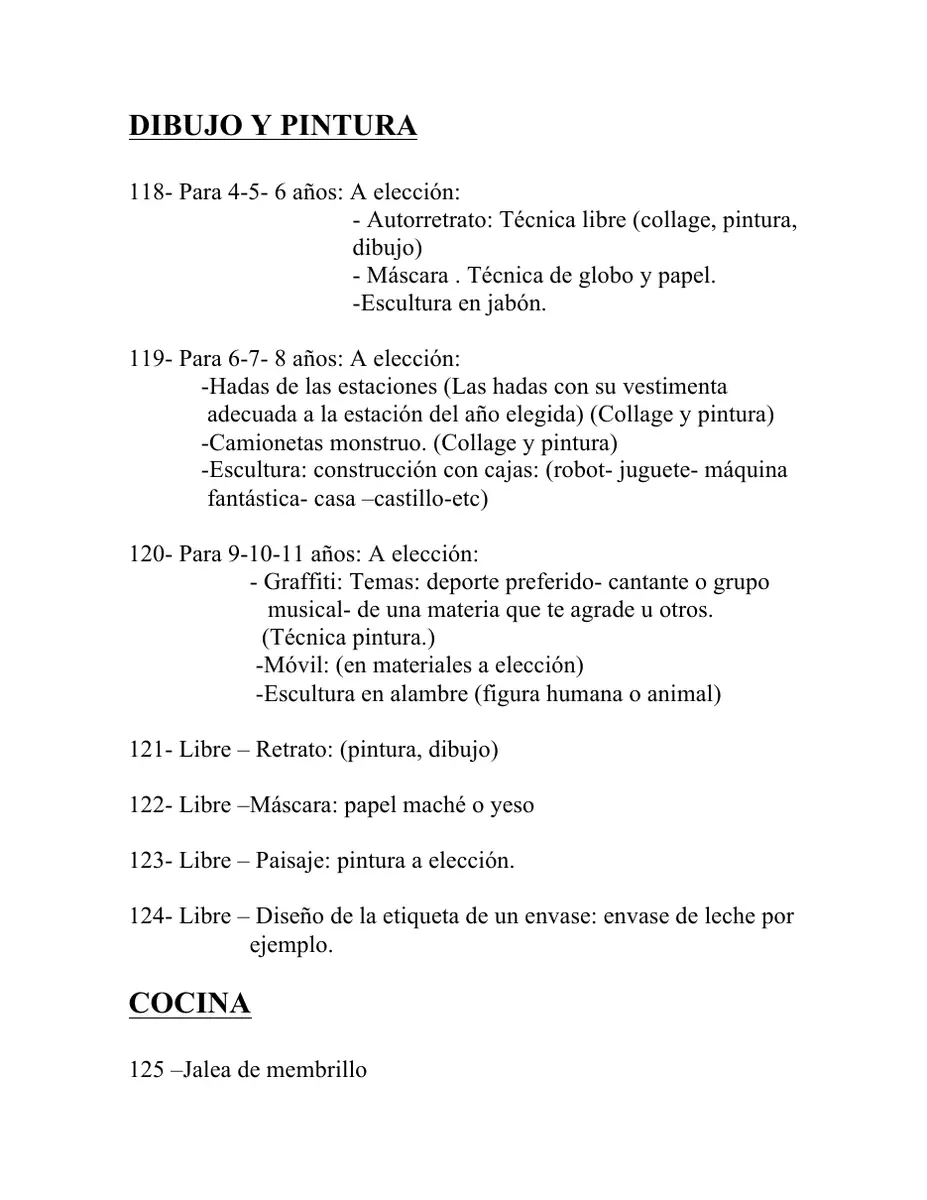 DIBUJO Y PINTURA
118- Para 4-5- 6 años: A elección:
- Autorretrato: Técnica libre (collage, pintura,
dibujo)
- Máscara . Técnica de globo y papel.
-Escultura en jabón.
119- Para 6-7- 8 años: A elección:
-Hadas de las estaciones (Las hadas con su vestimenta
adecuada a la estación del año elegida) (Collage y pintura)
-Camionetas monstruo. (Collage y pintura)
-Escultura: construcción con cajas: (robot- juguete- máquina
fantástica- casa –castillo-etc)
120- Para 9-10-11 años: A elección:
- Graffiti: Temas: deporte preferido- cantante o grupo
musical- de una materia que te agrade u otros.
(Técnica pintura.)
-Móvil: (en materiales a elección)
-Escultura en alambre (figura humana o animal)
121- Libre – Retrato: (pintura, dibujo)
122- Libre –Máscara: papel maché o yeso
123- Libre – Paisaje: pintura a elección.
124- Libre – Diseño de la etiqueta de un envase: envase de leche por
ejemplo.
COCINA
125 –Jalea de membrillo